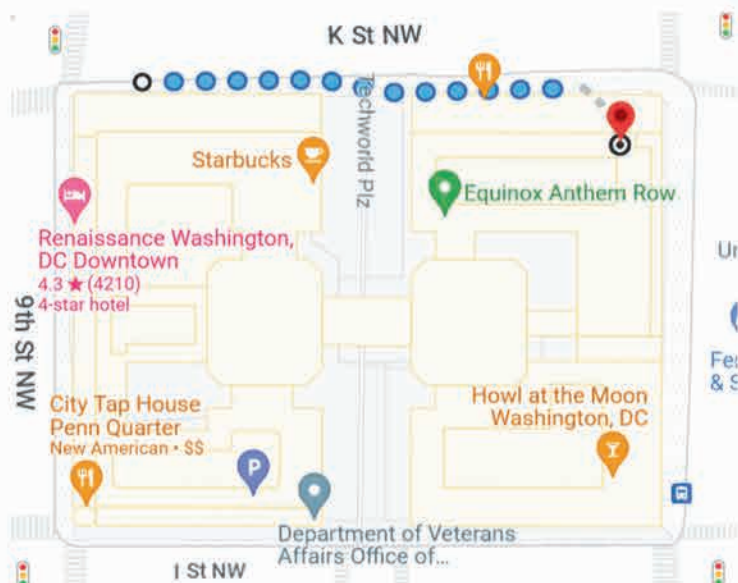 K St NW
Techworld Plz
Starbucks
Equinox Anthem Row
Renaissance Washington,
DC Downtown
4.3 ★ (4210)
4-star hotel
9th St NW
City Tap House
Penn Quarter
New American • $$
Howl at the Moon
Washington, DC
P
Department of Veterans
Affairs Office of...
I St NW
& S